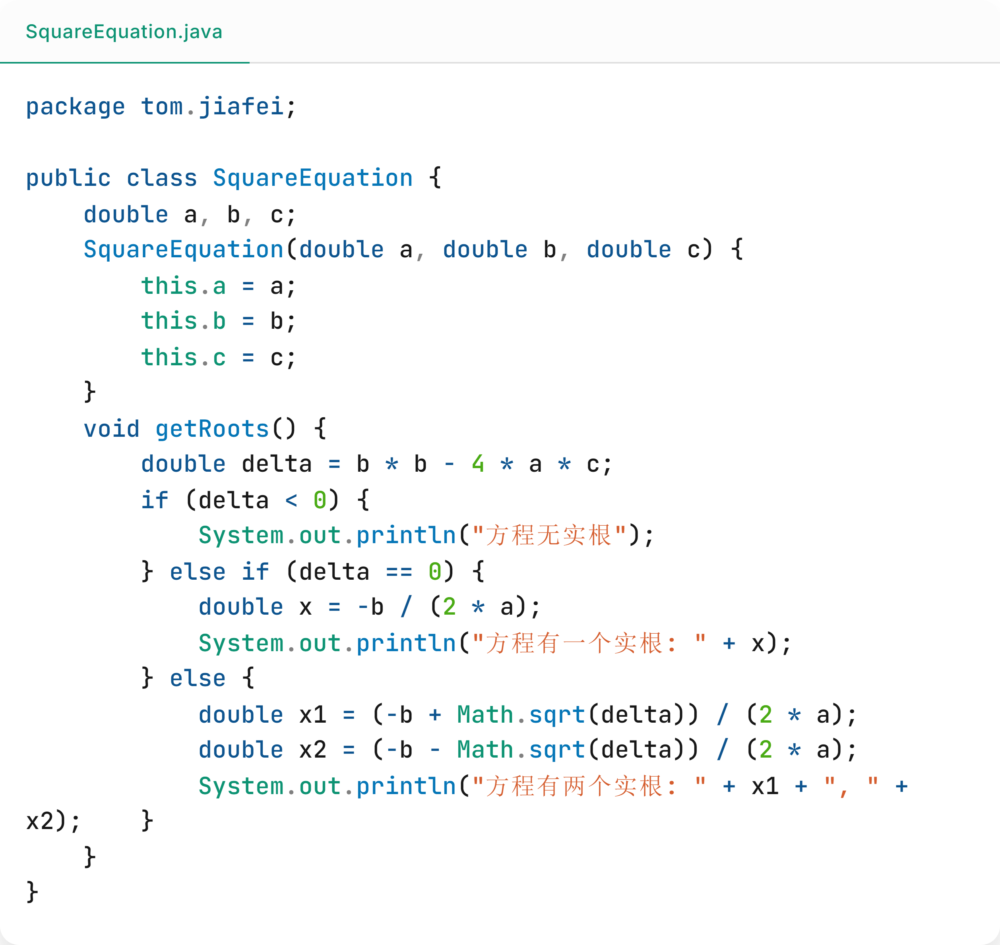 SquareEquation.java
package tom.jiafei;
public class SquareEquation {
    double a, b, c;
    SquareEquation(double a, double b, double c) {
        this.a = a;
        this.b = b;
        this.c = c;
    }
    void getRoots() {
        double delta = b * b - 4 * a * c;
        if (delta < 0) {
            System.out.println("方程无实根");
        } else if (delta == 0) {
            double x = -b / (2 * a);
            System.out.println("方程有一个实根：" + x);
        } else {
            double x1 = (-b + Math.sqrt(delta)) / (2 * a);
            double x2 = (-b - Math.sqrt(delta)) / (2 * a);
            System.out.println("方程有两个实根：" + x1 + ", " +
x2);    }
    }
}